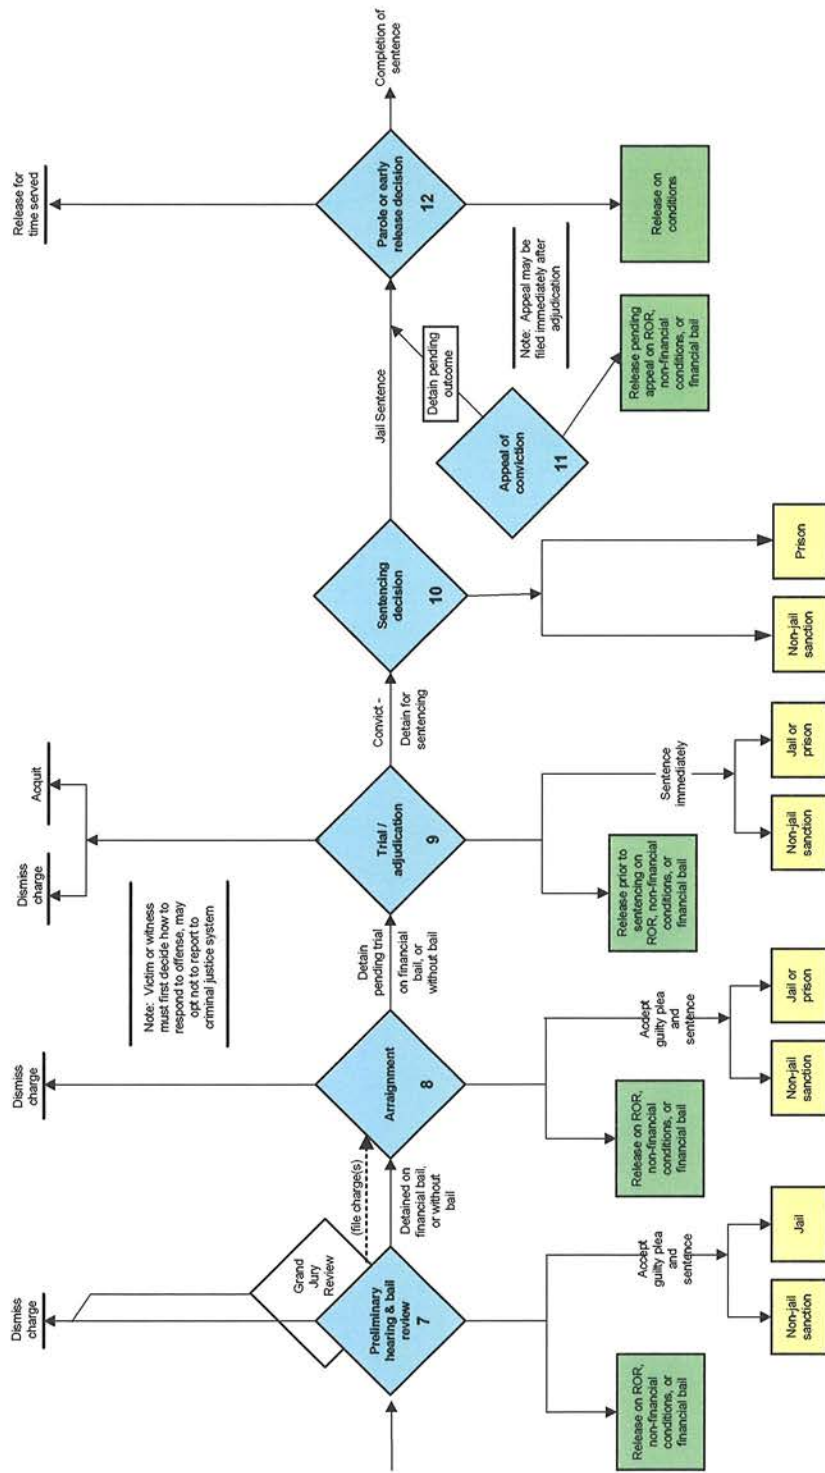 Dismiss
charge
Dismiss
charge
Dismiss
charge
Acquit
Release for
time served
Note:  Victim or witness
must first decide how to
respond to offense, may
opt not to report to
criminal justice system
Grand
Jury
Review
(file charge(s)
Preliminary
hearing & bail
review
7
Detained on
financial bail,
or without
bail
Arraignment
8
Detain
pending trial
on financial
bail, or
without bail
Trial /
adjudication
9
Convict -
Detain for
sentencing
Sentencing
decision
10
Jail Sentence
Detain pending
outcome
Appeal of
conviction
11
Note:  Appeal may be
filed immediately after
adjudication
Parole or early
release decision
12
Completion of
sentence
Release on ROR,
non-financial
conditions, or
financial bail
Accept
guilty plea
and
sentence
Non-jail
sanction
Jail
Release on ROR,
non-financial
conditions, or
financial bail
Accept
guilty plea
and
sentence
Non-jail
sanction
Jail or
prison
Release prior to
sentencing on
ROR, non-financial
conditions, or
financial bail
Sentence
immediately
Non-jail
sanction
Jail or
prison
Non-jail
sanction
Prison
Release pending
appeal on ROR,
non-financial
conditions, or
financial bail
Release on
conditions